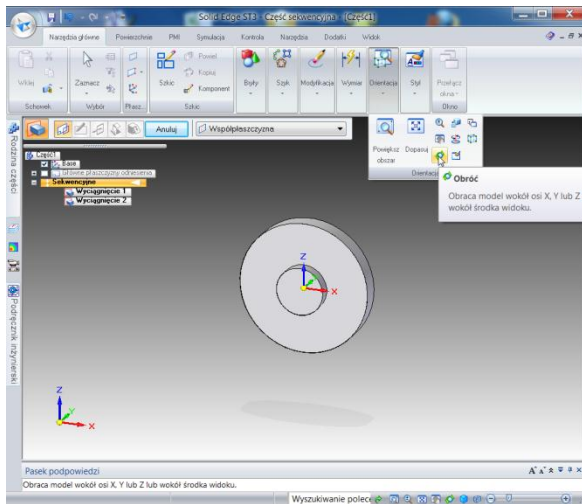 Solid Edge ST3 - Część sekwencyjna - [Część1]
Narzędzia główne Powierzchnie PMI Symulacja Kontrola Narzędzia Dodatki Widok
Wklej
Zaznacz
Szkic
Powiel
Kopiuj
Komponent
Bryły
Szyk
Modyfikacja
Wymiar
Orientacja
Styl
Przełącz
okna
Schowek Wybór Płasz. Szkic Okno
Anuluj
Współpłaszczyzna
Powiększ
obszar
Dopasuj
Orientac
Obróć
Obraca model wokół osi X, Y lub Z lub
wokół środka widoku.
Rodzina części
Część1
Base
Główne płaszczyzny odniesienia
Sekwencyjne
Wyciągnięcie 1
Wyciągnięcie 2
Podręcznik inżynierski
Z
Y
X
Z
Y
X
Pasek podpowiedzi
Obraca model wokół osi X, Y lub Z lub wokół środka widoku.
Wyszukiwanie polece